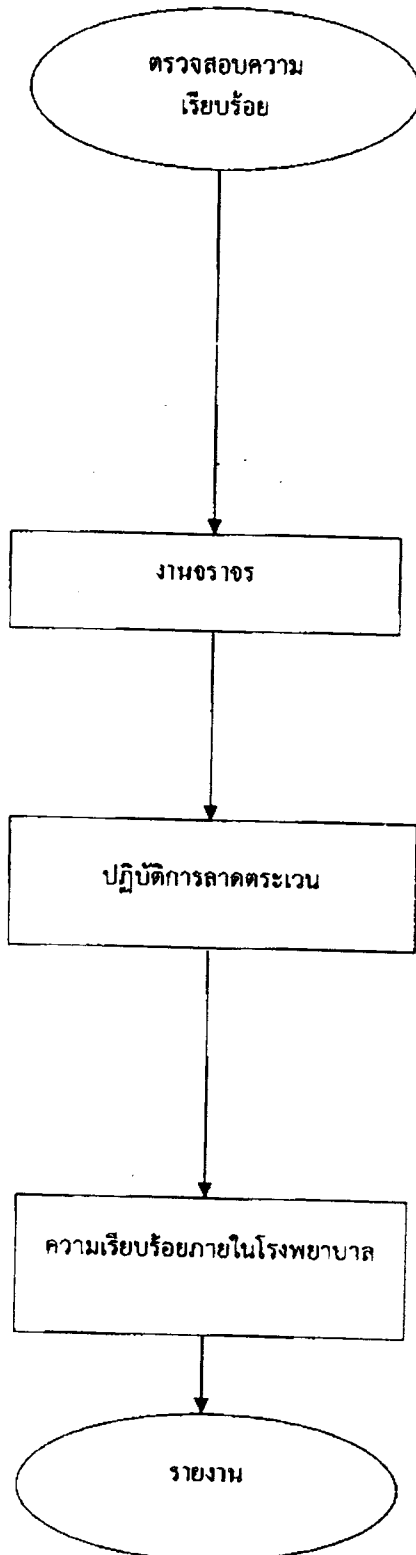 ตรวจสอบความ
เรียบร้อย
งานจราจร
ปฏิบัติการลาดตระเวน
ความเรียบร้อยภายในโรงพยาบาล
รายงาน